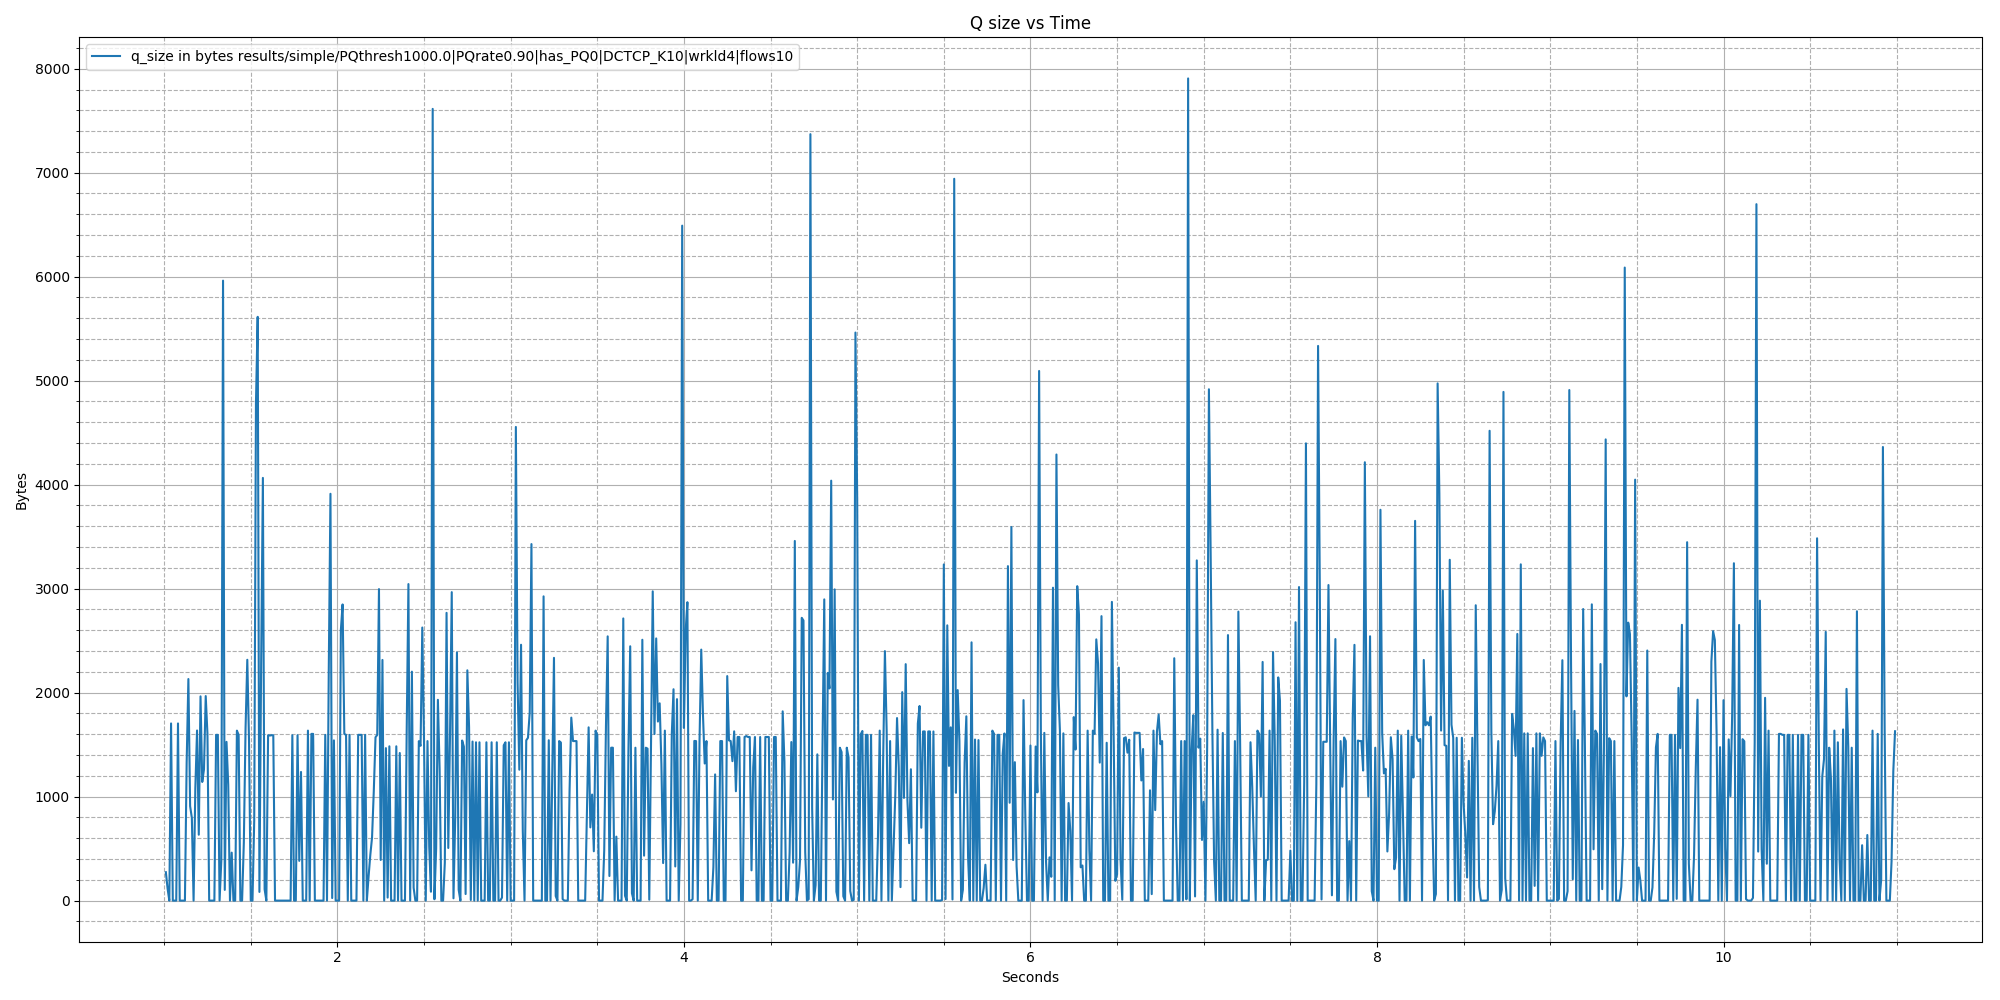 Q size vs Time
q_size in bytes results/simple/PQthresh1000.0|PQrate0.90|has_PQ0|DCTCP_K10|wrkld4|flows10
8000
7000
6000
5000
4000
3000
2000
1000
0
Bytes
2 4 6 8 10
Seconds